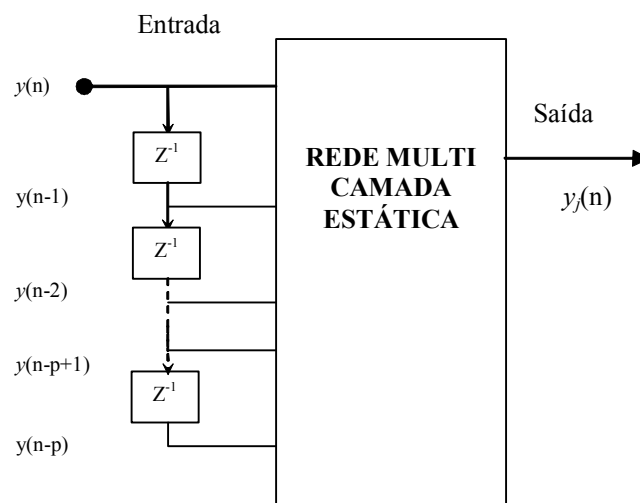 Entrada
y(n)
Z-1
y(n-1)
Z-1
y(n-2)
y(n-p+1)
Z-1
y(n-p)
REDE MULTI
CAMADA
ESTÁTICA
Saída
yj(n)